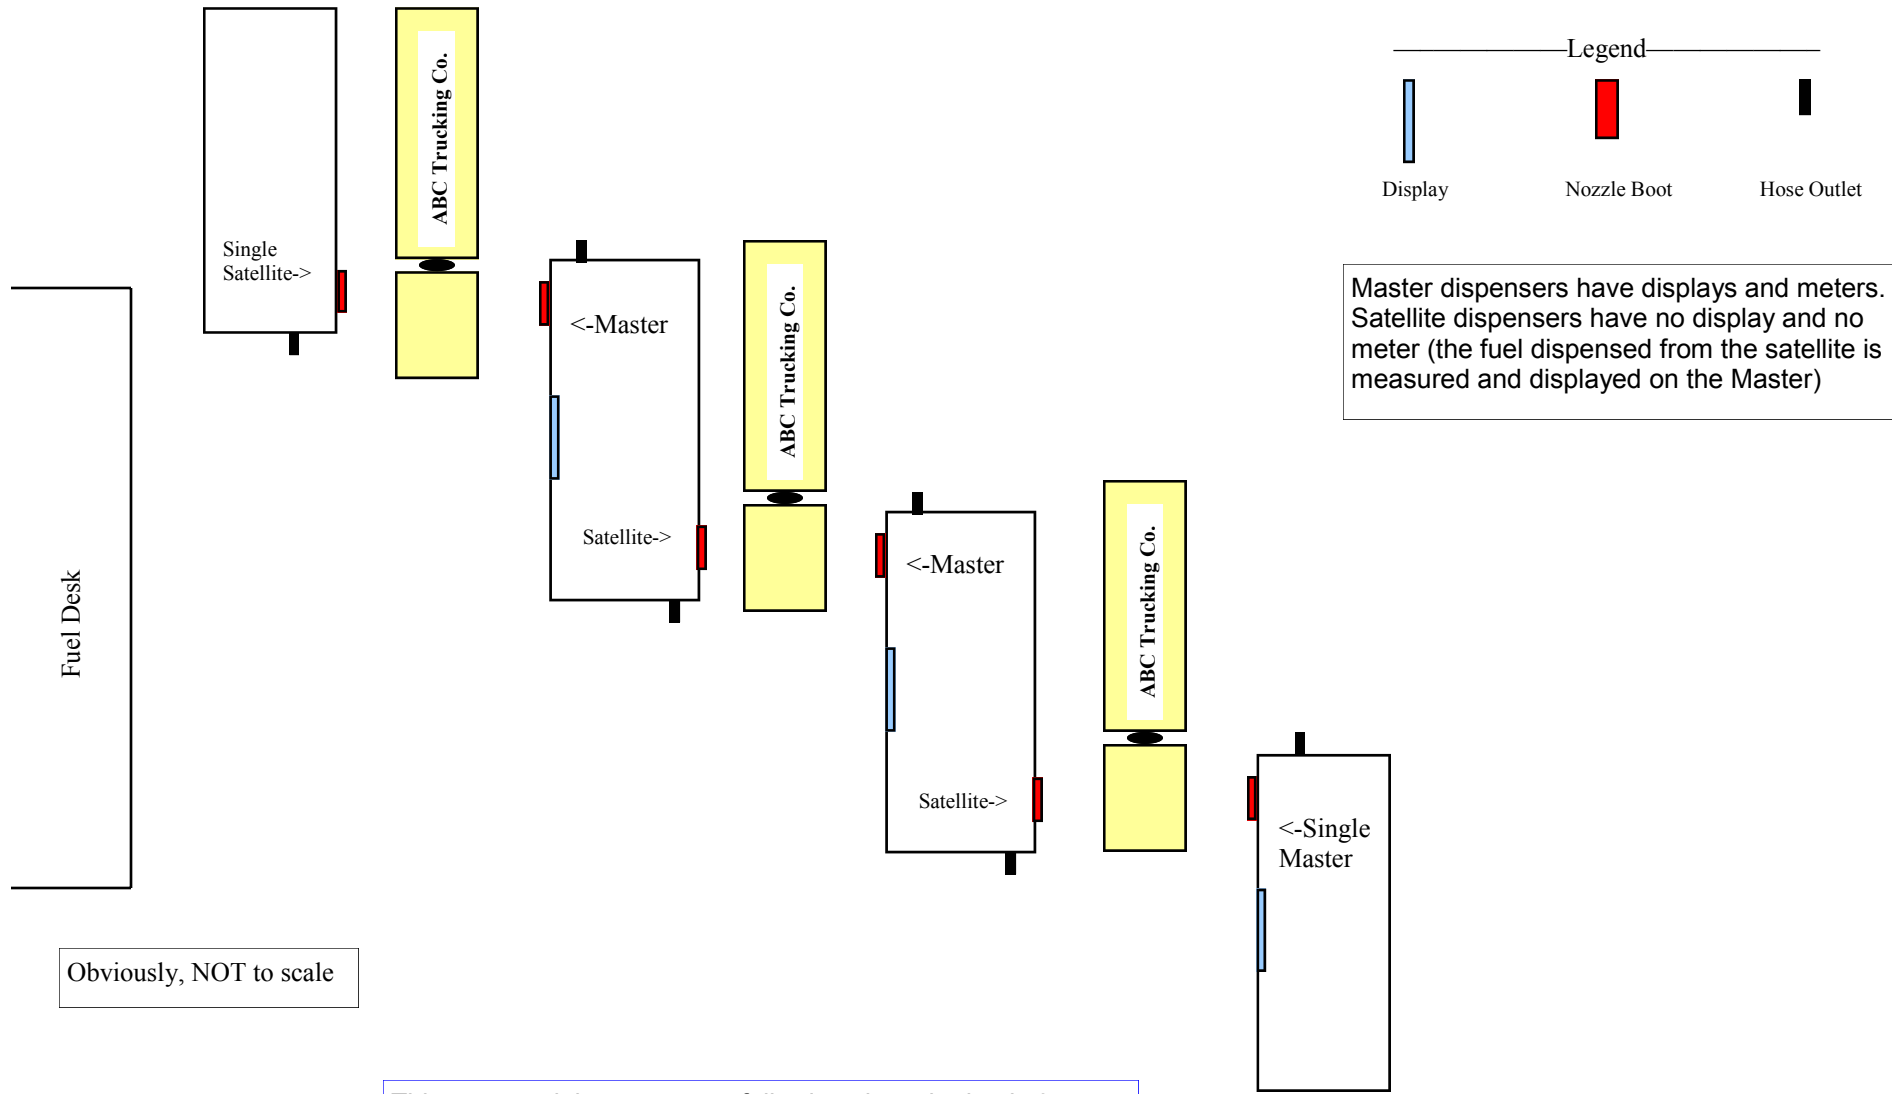 ABC Trucking Co.
—Legend—
Display
Nozzle Boot
Hose Outlet
Single
Satellite->
<-Master
ABC Trucking Co.
Master dispensers have displays and meters.
Satellite dispensers have no display and no
meter (the fuel dispensed from the satellite is
measured and displayed on the Master)
Satellite->
<-Master
ABC Trucking Co.
Fuel Desk
Satellite->
<-Single
Master
Obviously, NOT to scale